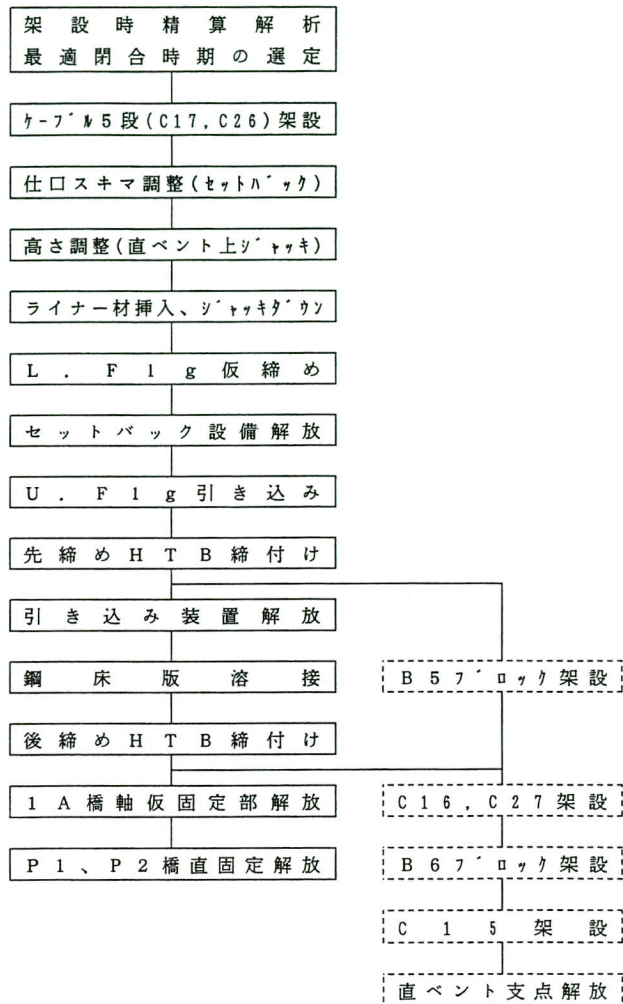 架設時精算解析
最適閉合時期の選定
ケーブル5段(C17,C26)架設
仕口スキマ調整(セットバック)
高さ調整(直ベント上ジャッキ)
ライナー材挿入、ジャッキダウン
L.Flg仮締め
セットバック設備解放
U.Flg引き込み
先締めHTB締付け
引き込み装置解放
鋼床版溶接
B5ブロック架設
後締めHTB締付け
1A橋軸仮固定部解放
C16,C27架設
P1、P2橋直固定解放
B6ブロック架設
C15架設
直ベント支点解放